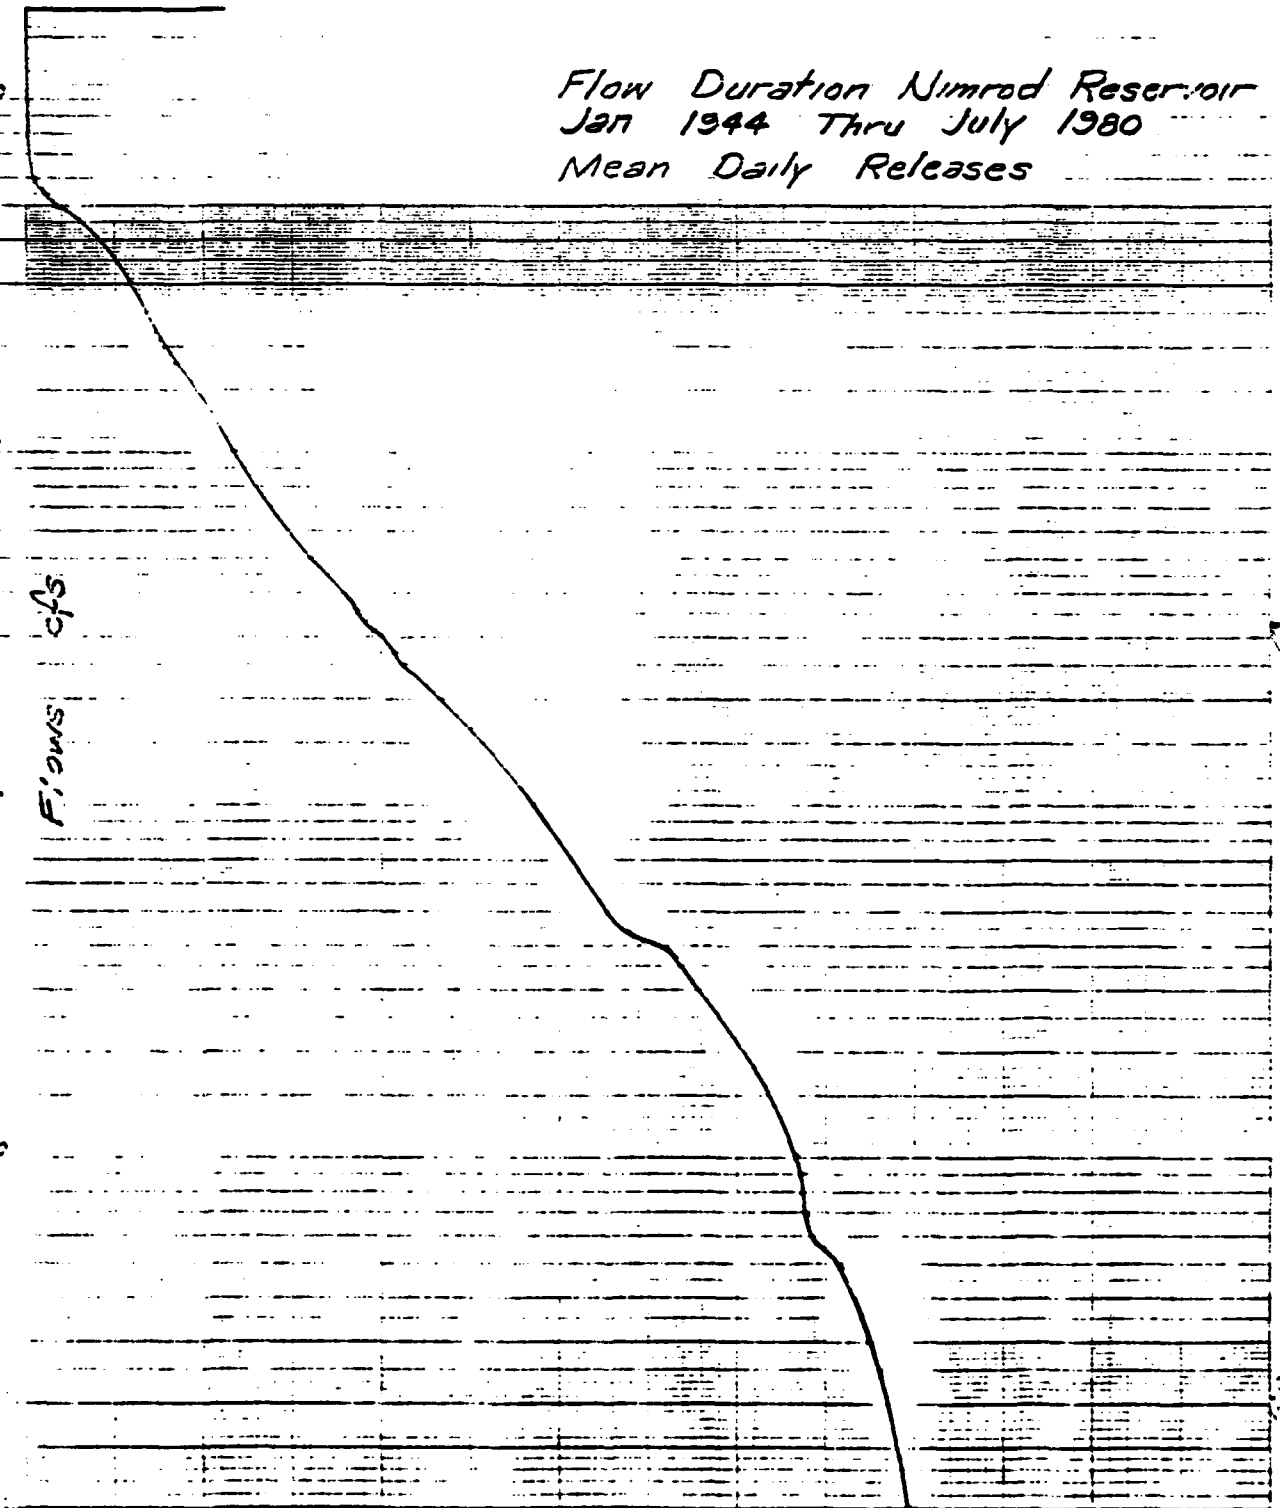 Flow Duration Nimrod Reservoir
Jan 1944 Thru July 1980
Mean Daily Releases
Flows cfs